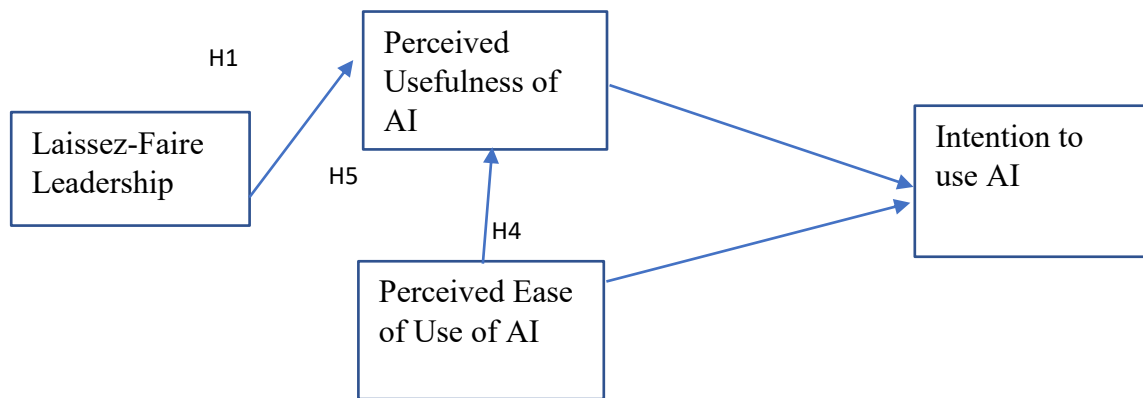 H1
Perceived
Usefulness of
AI
Laissez-Faire
Leadership
Intention to
use AI
H5
H4
Perceived Ease
of Use of AI